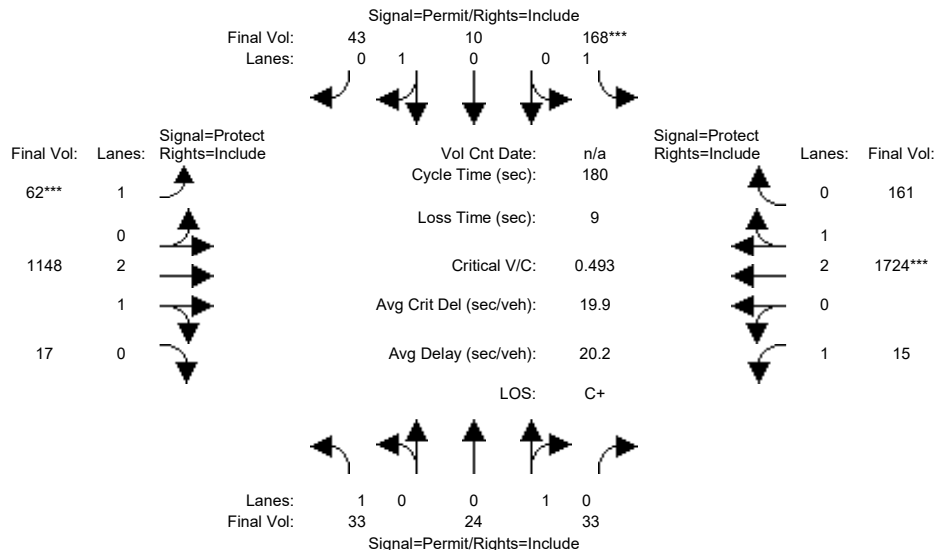 Signal=Permit/Rights=Include
Final Vol: 43 10 168***
Lanes: 0 1 0 0 1
Signal=Protect
Final Vol: Lanes: Rights=Include
Vol Cnt Date: n/a
Signal=Protect
Rights=Include Lanes: Final Vol:
Cycle Time (sec): 180
62*** 1
0 161
Loss Time (sec): 9
0
1
1148 2
Critical V/C: 0.493
2 1724***
1
Avg Crit Del (sec/veh): 19.9
0
17 0
Avg Delay (sec/veh): 20.2
1 15
LOS: C+
Lanes: 1 0 0 1 0
Final Vol: 33 24 33
Signal=Permit/Rights=Include